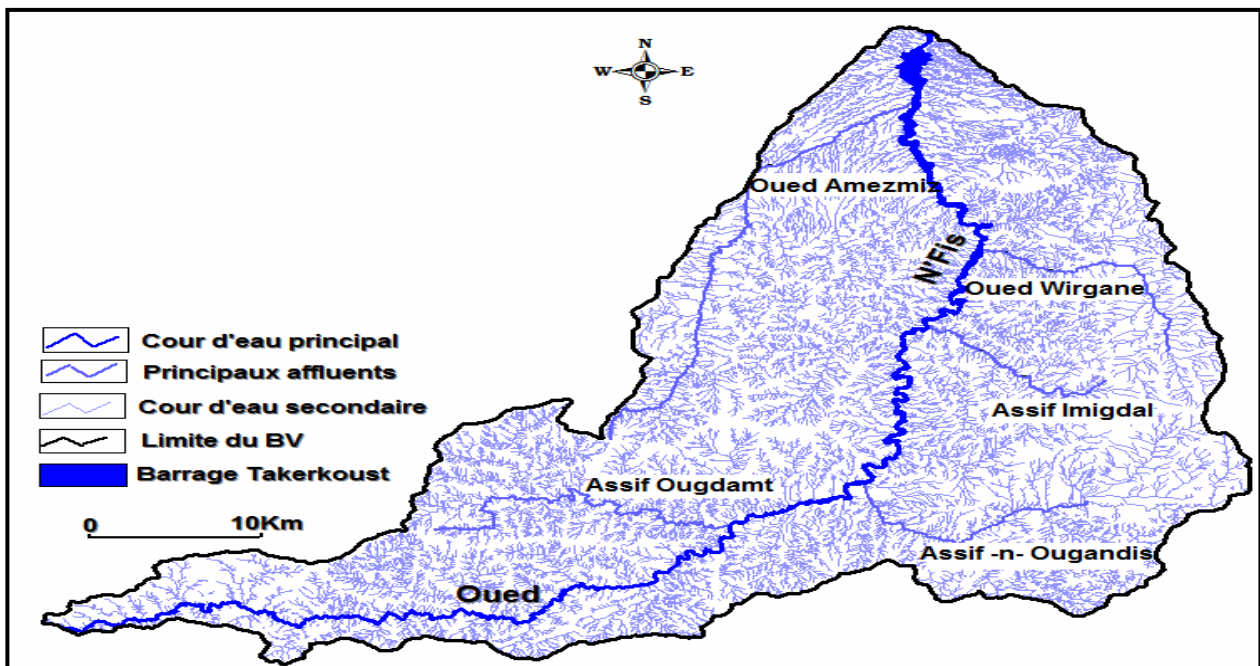 N
W E
S
Oued Amezmiz
N'Fis
Oued Wirgane
Cour d'eau principal
Principaux affluents
Cour d'eau secondaire
Limite du BV
Barrage Takerkoust
0 10Km
Assif Imigdal
Assif Ougdamt
Assif -n- Ougandis
Oued